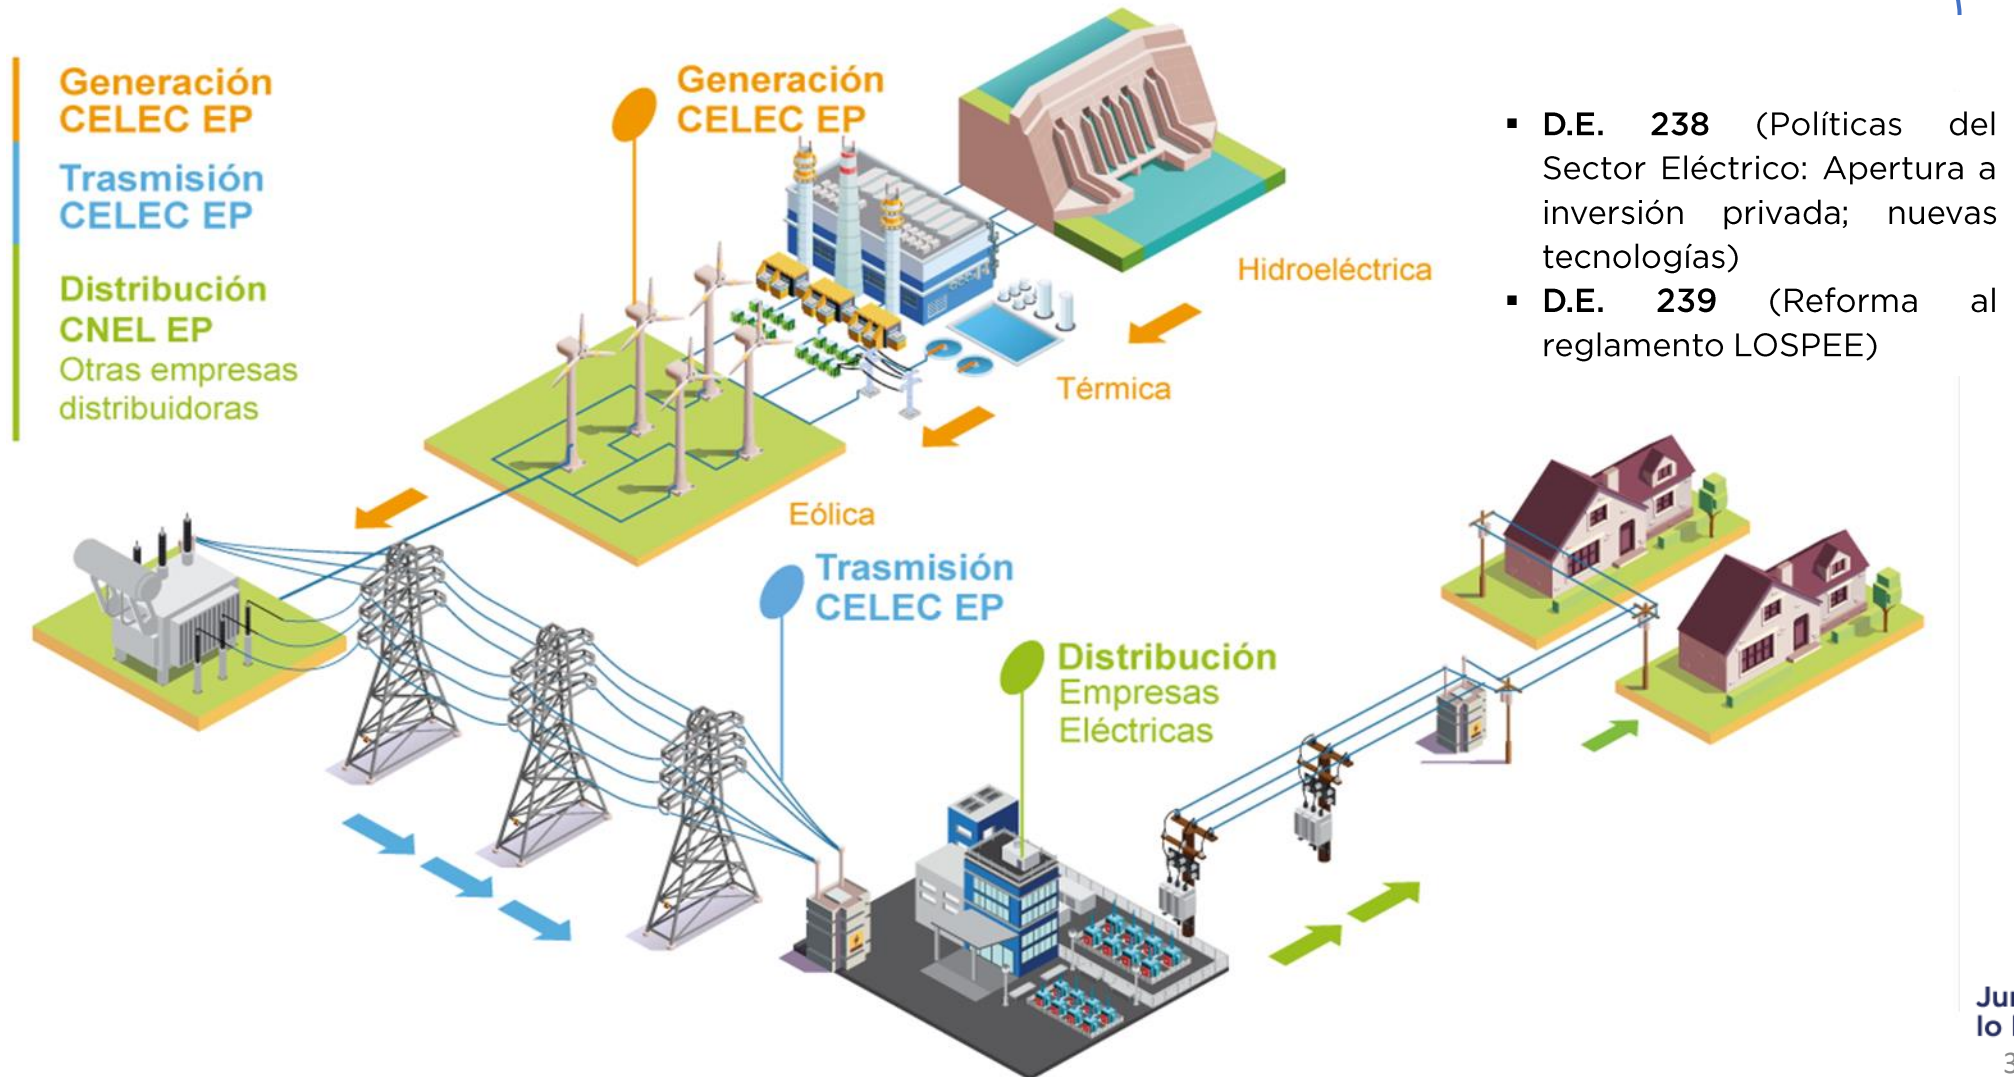 Generación
CELEC EP
Trasmisión
CELEC EP
Distribución
CNEL EP
Otras empresas
distribuidoras
Generación
CELEC EP
Hidroeléctrica
Térmica
Eólica
Trasmisión
CELEC EP
Distribución
Empresas
Eléctricas
▪ D.E. 238 (Políticas del
Sector Eléctrico: Apertura a
inversión privada; nuevas
tecnologías)
▪ D.E. 239 (Reforma al
reglamento LOSPEE)
lo
3